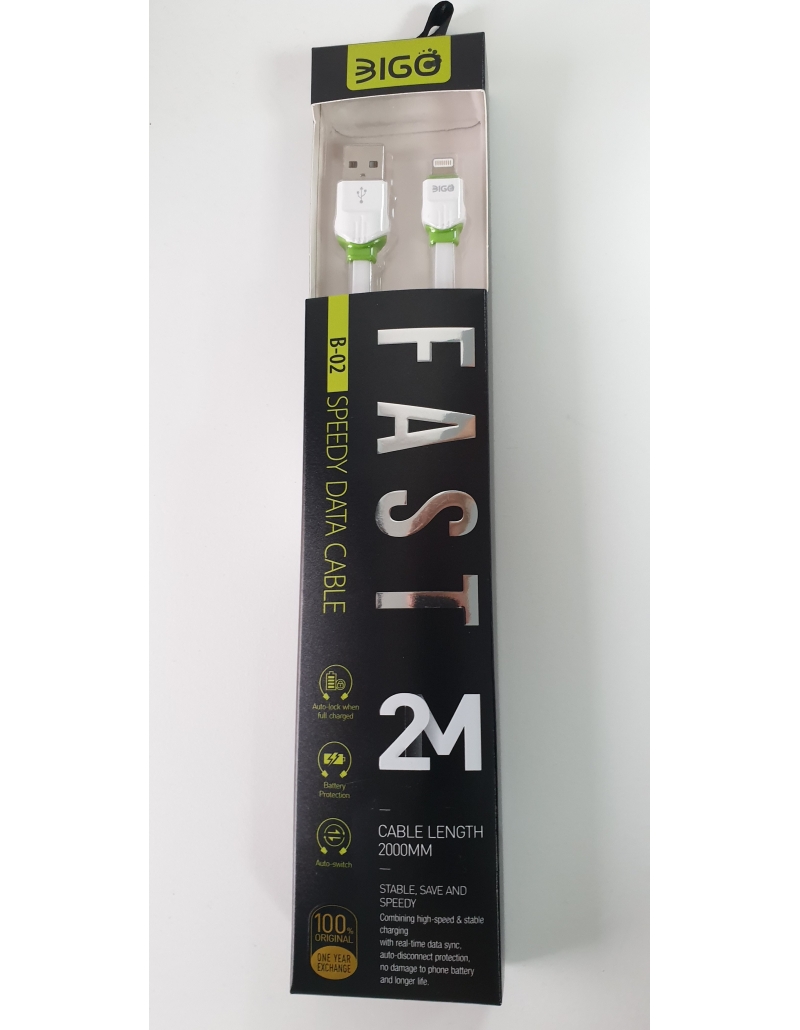 BIGO
BIGO
FAST
B-02 SPEEDY DATA CABLE
Auto-lock when
full charged
Battery
Protection
Auto-switch
2M
CABLE LENGTH
2000MM
STABLE, SAVE AND
SPEEDY
Combining high-speed & stable
charging
with real-time data sync,
auto-disconnect protection,
no damage to phone battery
and longer life.
100%
ORIGINAL
ONE YEAR
EXCHANGE